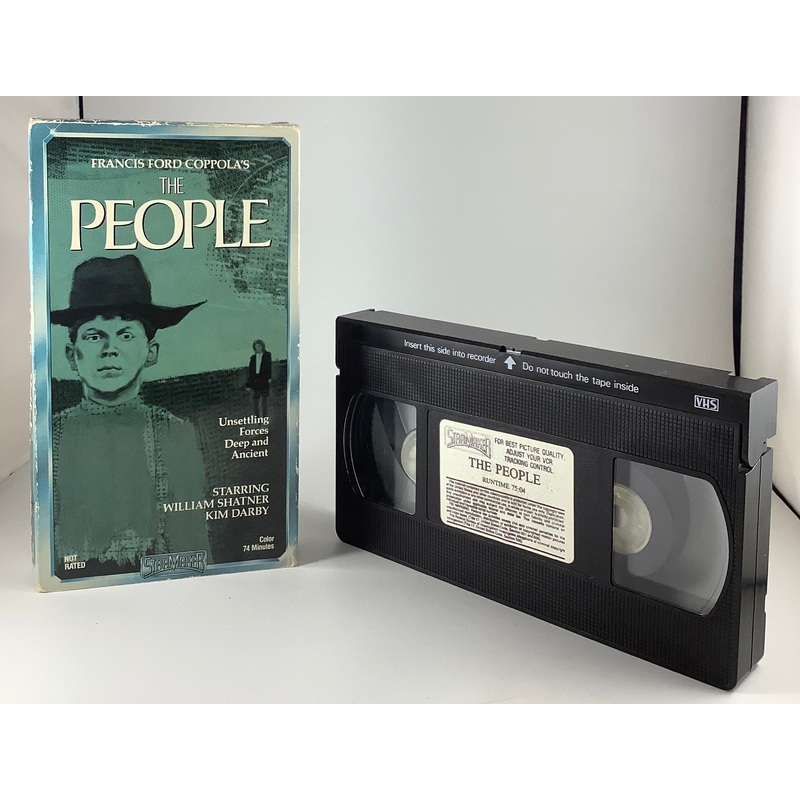 FRANCIS FORD COPPOLA'S
THE
PEOPLE
Unsettling
Forces
Deep and
Ancient
STARRING
WILLIAM SHATNER
KIM DARBY
NOT
RATED
STARMAKER
Color
74 Minutes
Insert this side into recorder
Do not touch the tape inside
VHS
STARMAKER
FOR BEST PICTURE QUALITY,
ADJUST YOUR VCR
TRACKING CONTROL.
THE PEOPLE
RUNTIME 75:04